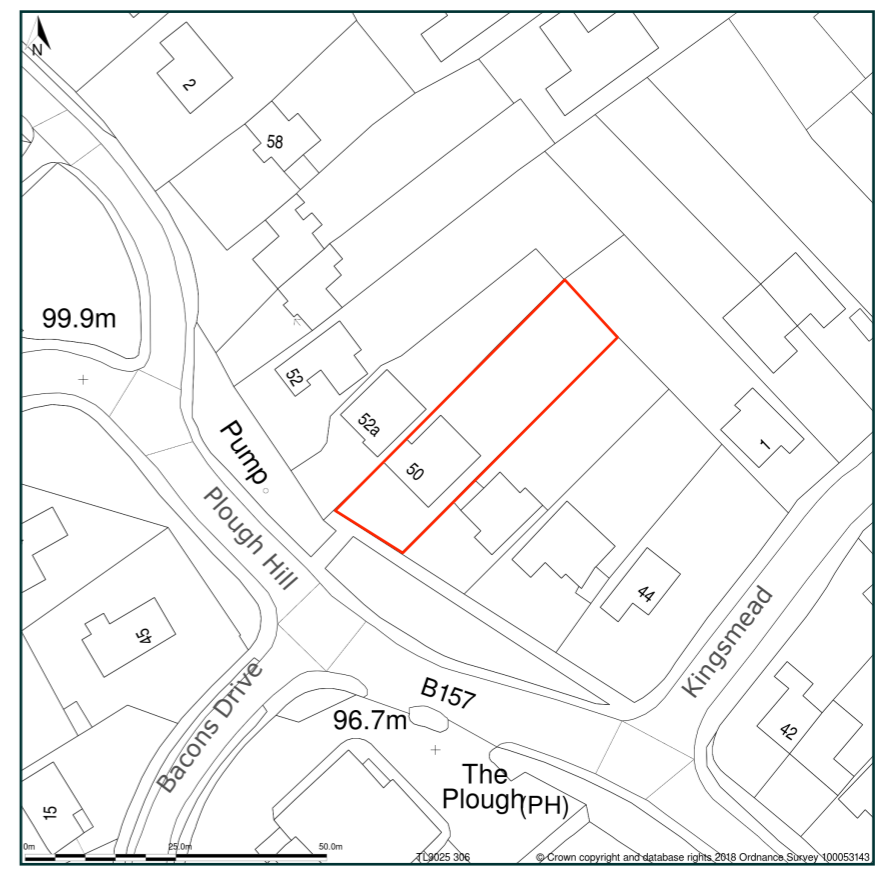 N
2
58
99.9m
52
52a
Pump
50
1
Plough Hill
44
45
Kingsmead
Bacons Drive
B157
96.7m
42
The
Plough(PH)
15
0m 25.0m 50.0m
TL3025 306
© Crown copyright and database rights 2018 Ordnance Survey 100053143